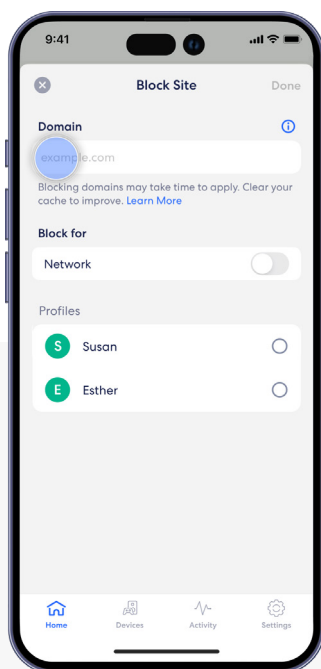 9:41
Block Site
Done
Domain
example.com
Blocking domains may take time to apply. Clear your
cache to improve. Learn More
Block for
Network
Profiles
S Susan
E Esther
Home Devices Activity Settings